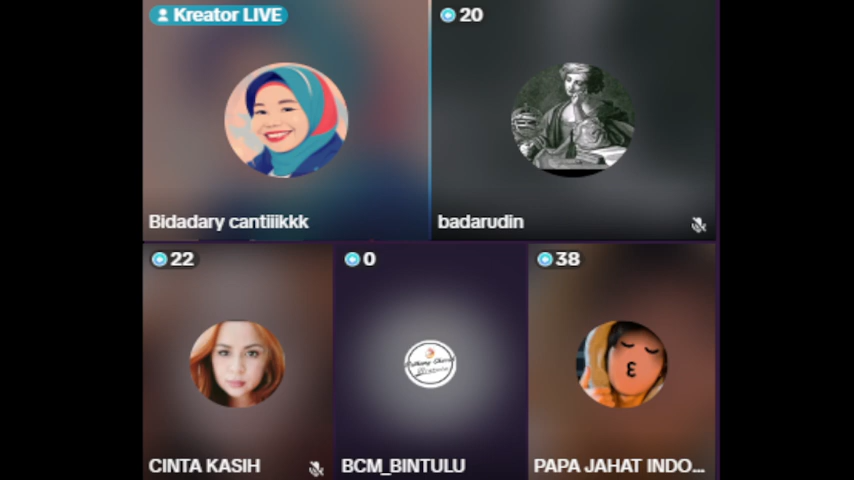 Kreator LIVE
20
Bidadary cantiiikkk
badarudin
22
0
38
CINTA KASIH
BCM_BINTULU
PAPA JAHAT INDO...